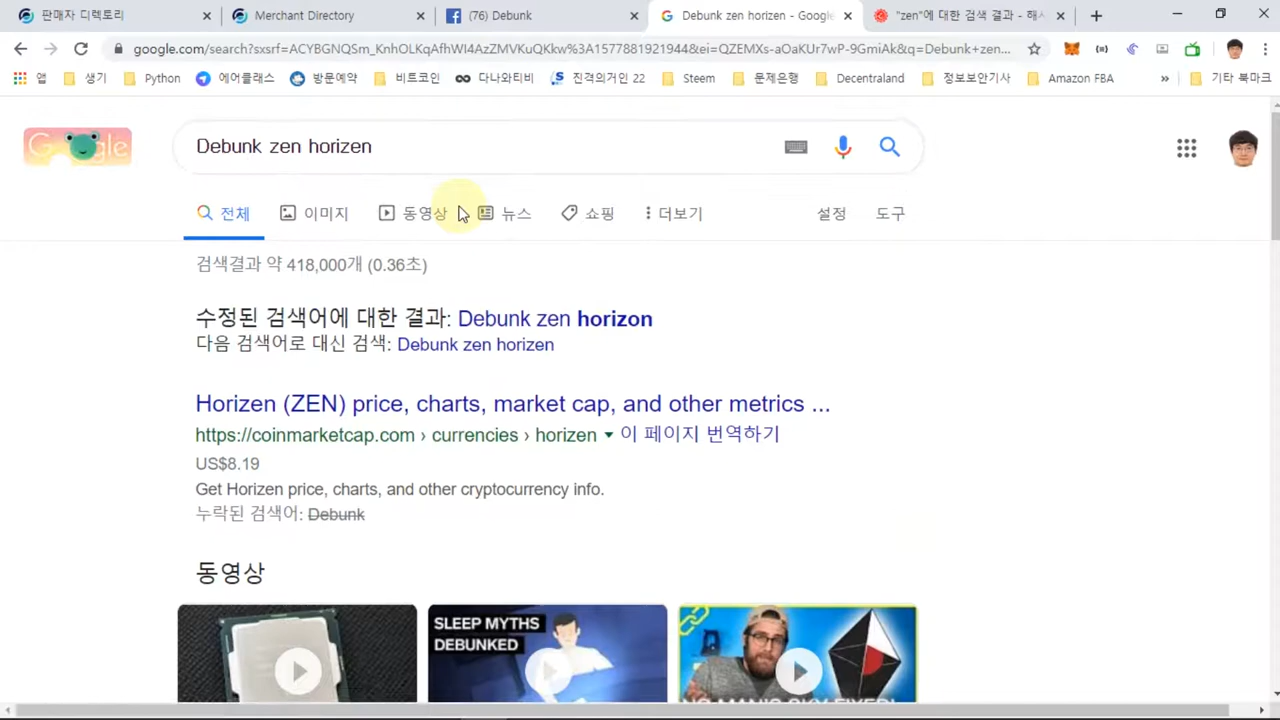 판매자 디렉토리
Merchant Directory
(76) Debunk
Debunk zen horizen - Google
"zen"에 대한 검색 결과 - 해시
google.com/search?sxsrf=ACYBGNQSm_KnhOLKqAfhWI4AzZMVKuQKkw%3A1577881921944&ei=QZEMXs-aOaKUr7wP-9GmiAk&q=Debunk+zen...
앱 생기 Python 에어클래스 방문예약 비트코인 다나와티비 진격의거인 22 Steem 문제은행 Decentraland 정보보안기사 Amazon FBA » 기타 북마크
Google
Debunk zen horizen
전체 이미지 동영상 뉴스 쇼핑 더보기 설정 도구
검색결과 약 418,000개 (0.36초)
수정된 검색어에 대한 결과: Debunk zen horizon
다음 검색어로 대신 검색: Debunk zen horizen
Horizen (ZEN) price, charts, market cap, and other metrics ...
https://coinmarketcap.com › currencies › horizen ▾ 이 페이지 번역하기
US$8.19
Get Horizen price, charts, and other cryptocurrency info.
누락된 검색어: Debunk
동영상
SLEEP MYTHS
DEBUNKED
NO MAN'S SKY FIXED!